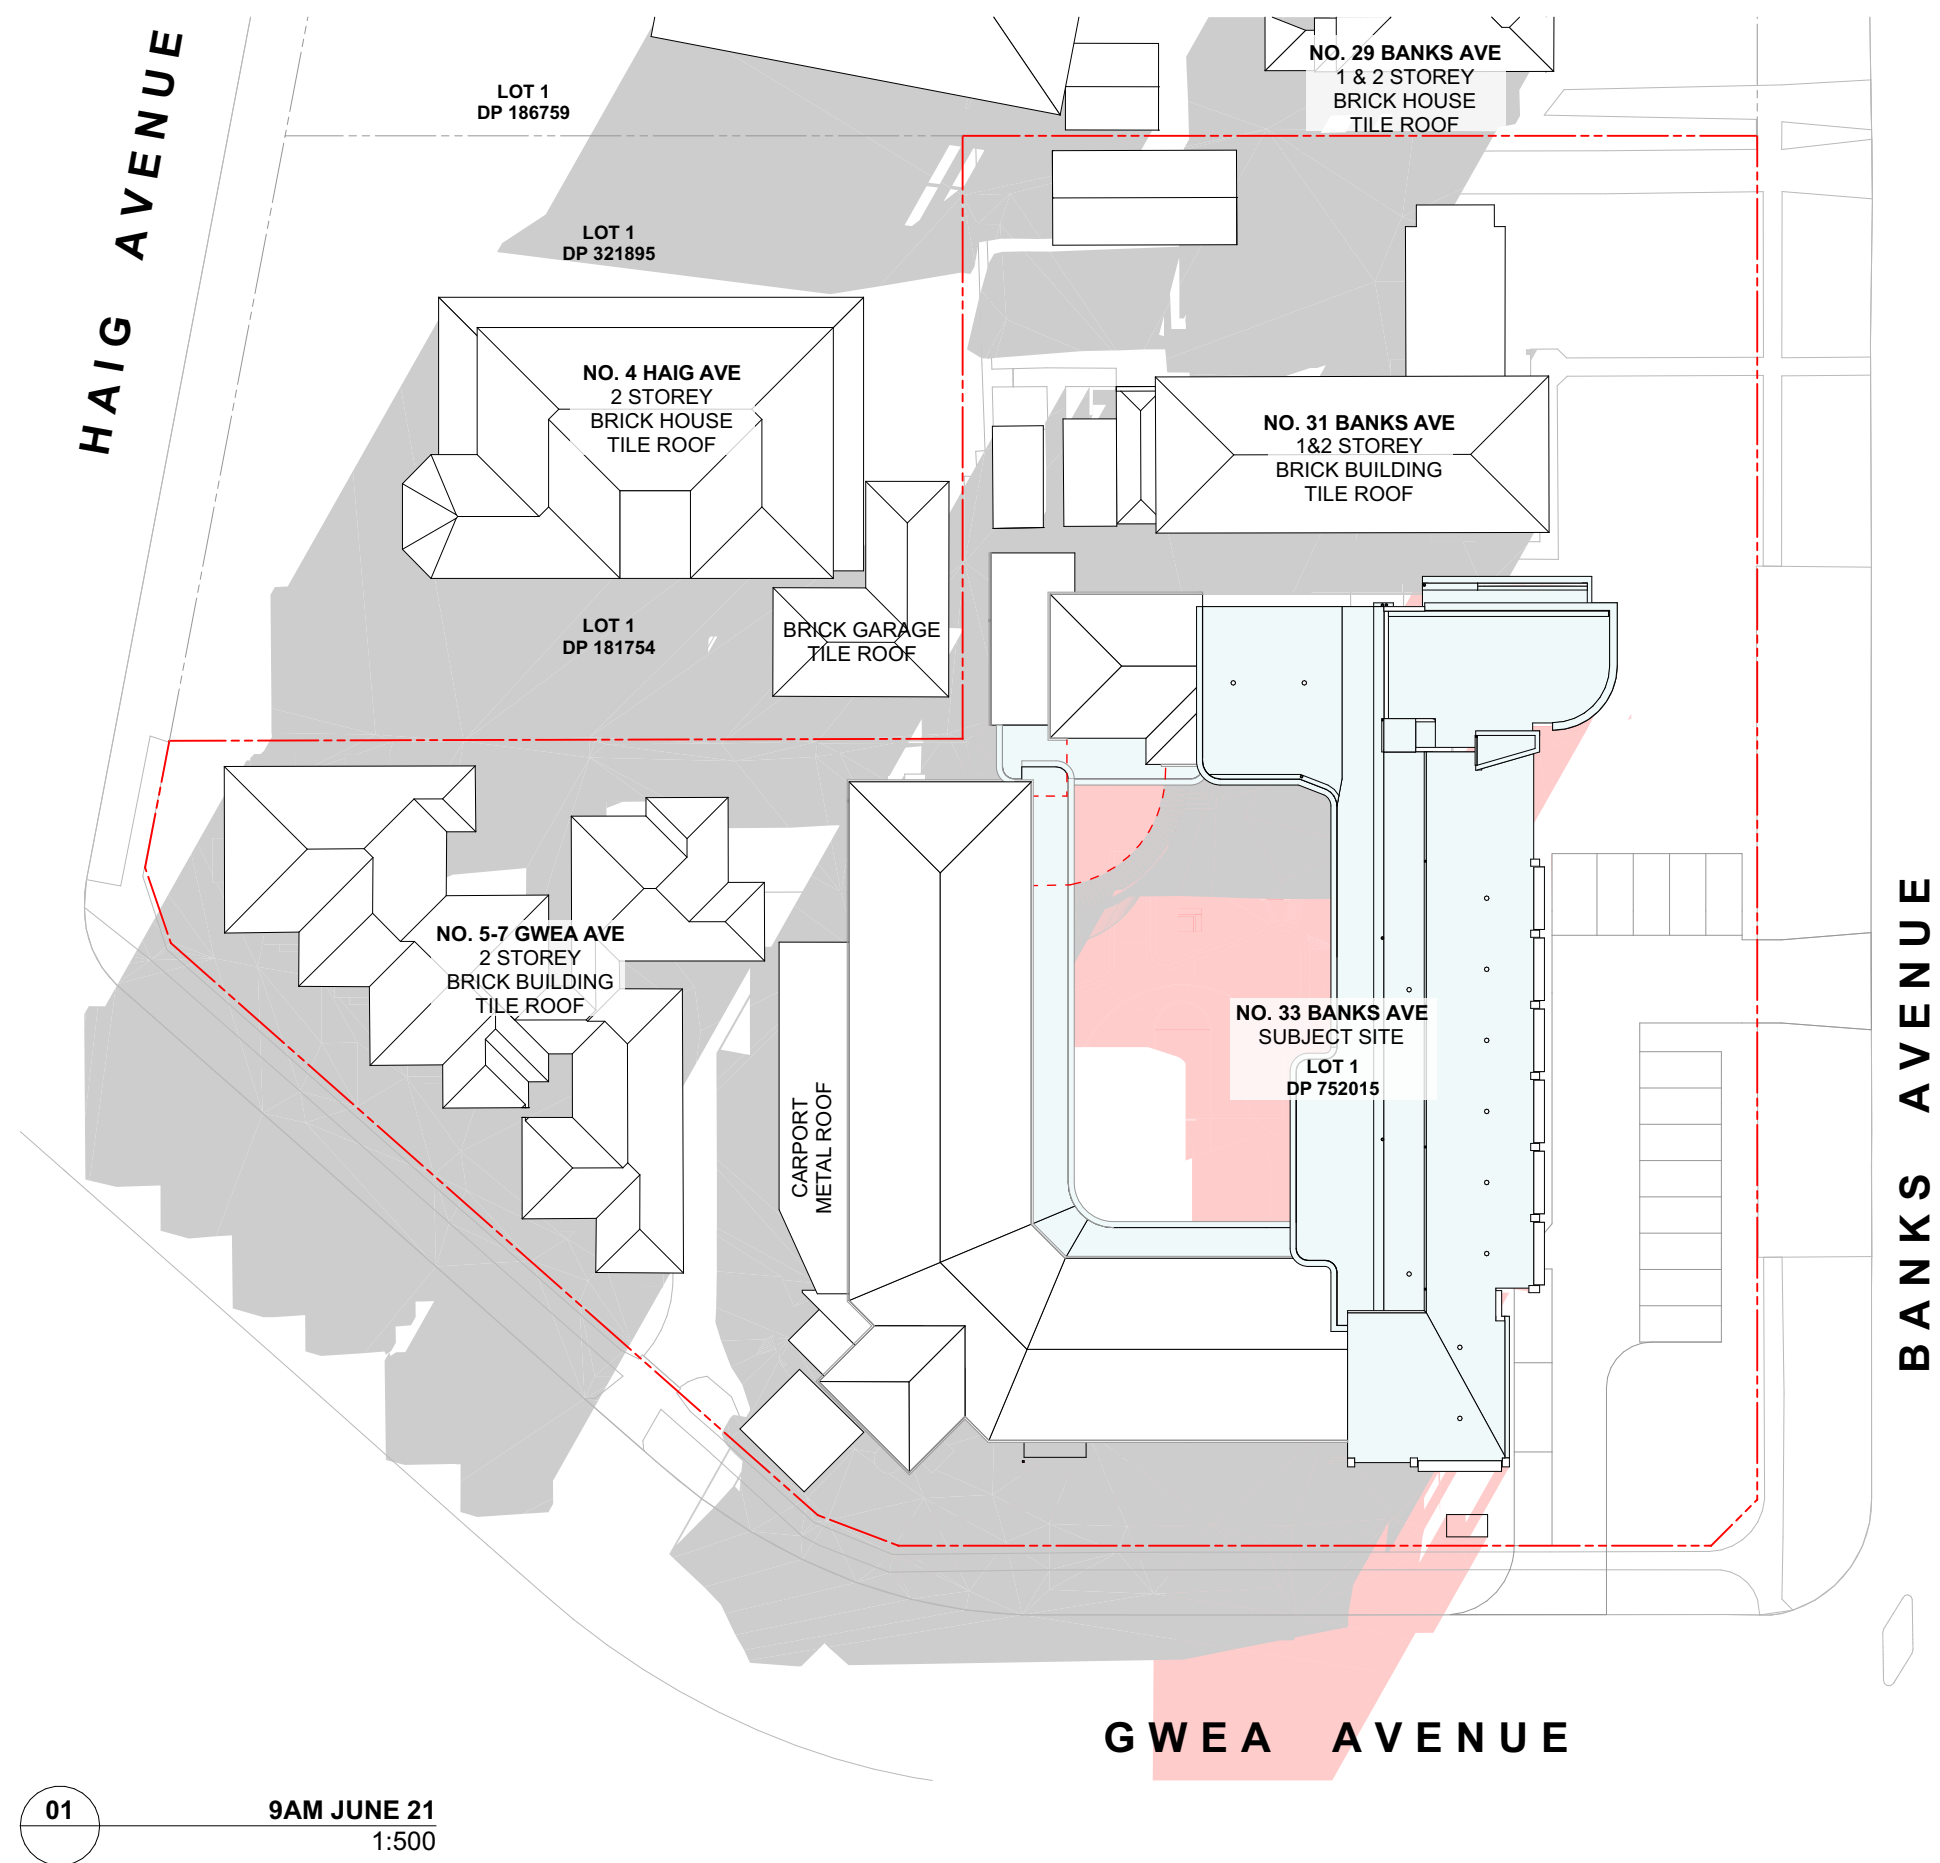 HAIG AVENUE
LOT 1
DP 186759
NO. 29 BANKS AVE
1 & 2 STOREY
BRICK HOUSE
TILE ROOF
LOT 1
DP 321895
NO. 4 HAIG AVE
2 STOREY
BRICK HOUSE
TILE ROOF
NO. 31 BANKS AVE
1&2 STOREY
BRICK BUILDING
TILE ROOF
LOT 1
DP 181754
BRICK GARAGE
TILE ROOF
NO. 5-7 GWEA AVE
2 STOREY
BRICK BUILDING
TILE ROOF
CARPORT
METAL ROOF
NO. 33 BANKS AVE
SUBJECT SITE
LOT 1
DP 752015
BANKS AVENUE
GWEA AVENUE
01
9AM JUNE 21
1:500